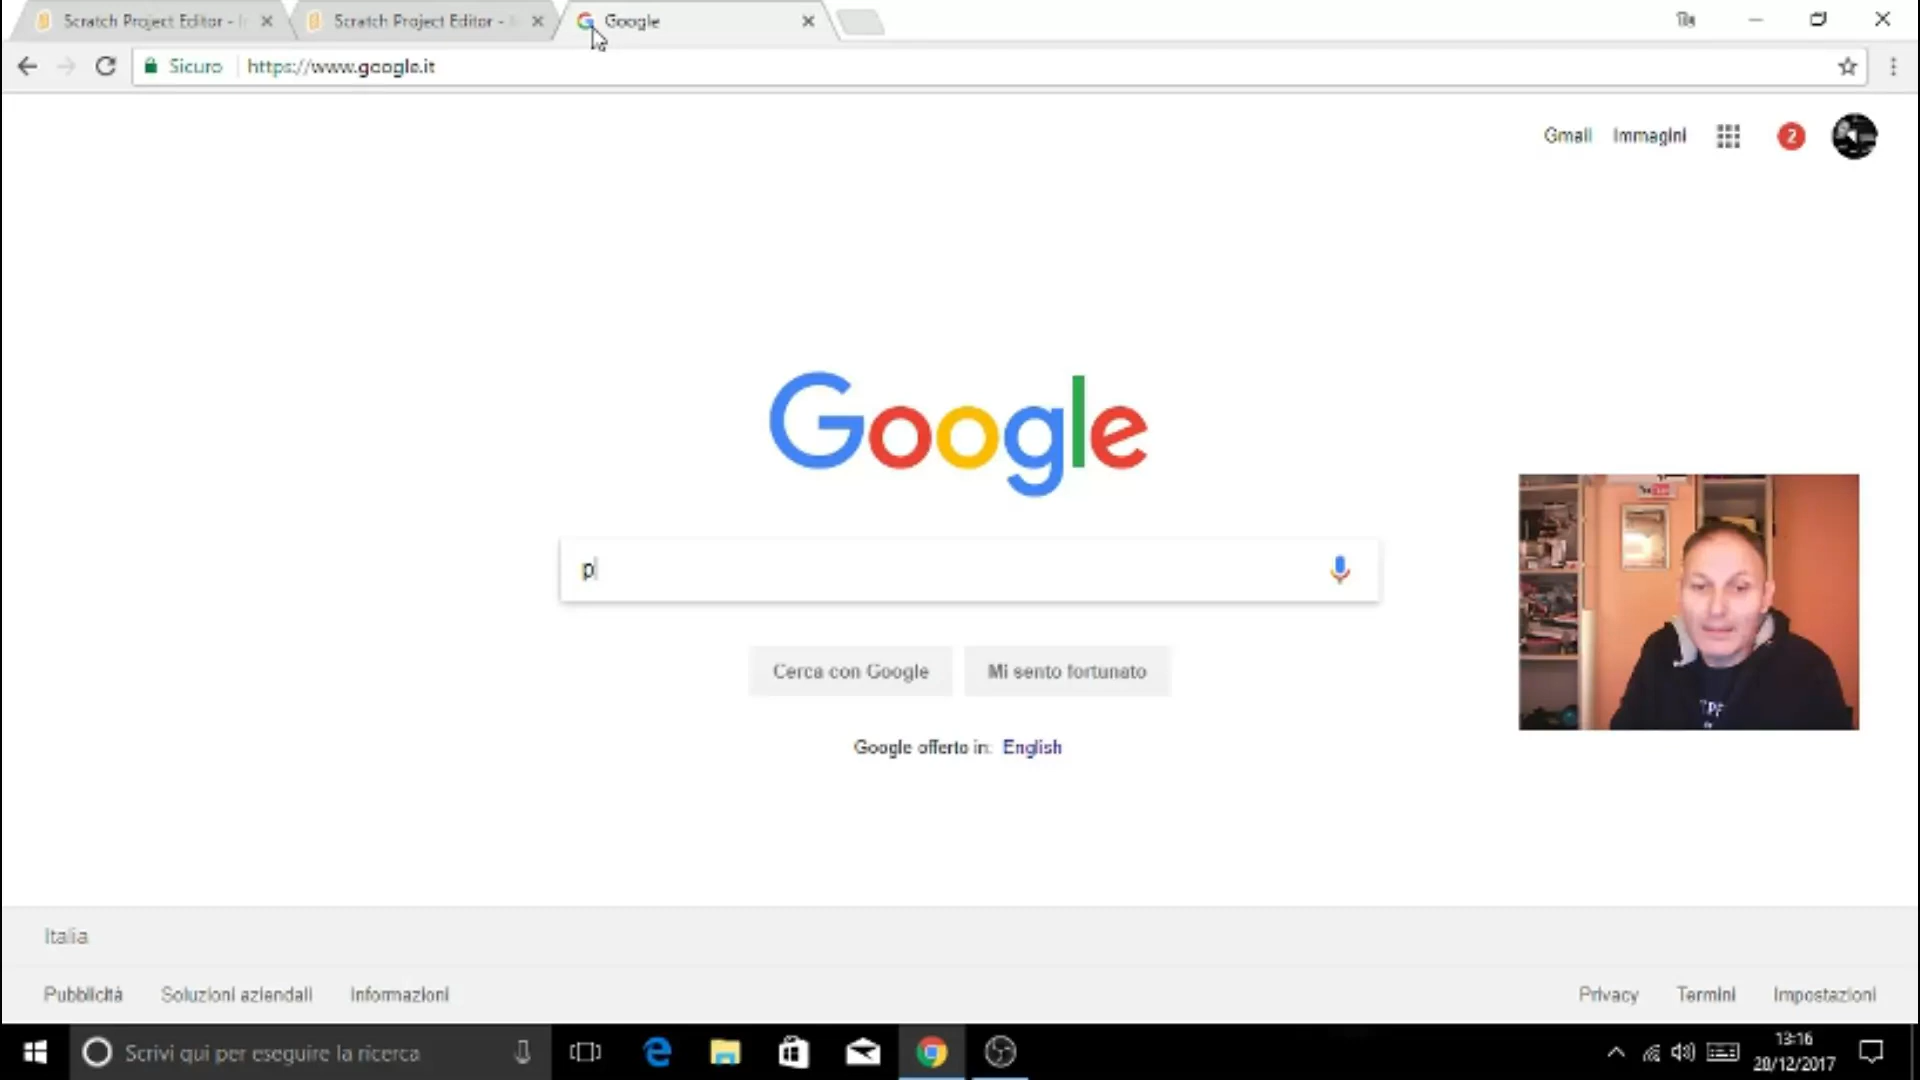 Scratch Project Editor -
Scratch Project Editor -
Google
Sicuro
https://www.google.it
Gmail
Immagini
2
Google
p
Cerca con Google
Mi sento fortunato
Google offerto in: English
Italia
Pubblicità
Soluzioni aziendali
Informazioni
Privacy
Termini
Impostazioni
Scrivi qui per eseguire la ricerca
13:16
28/12/2017